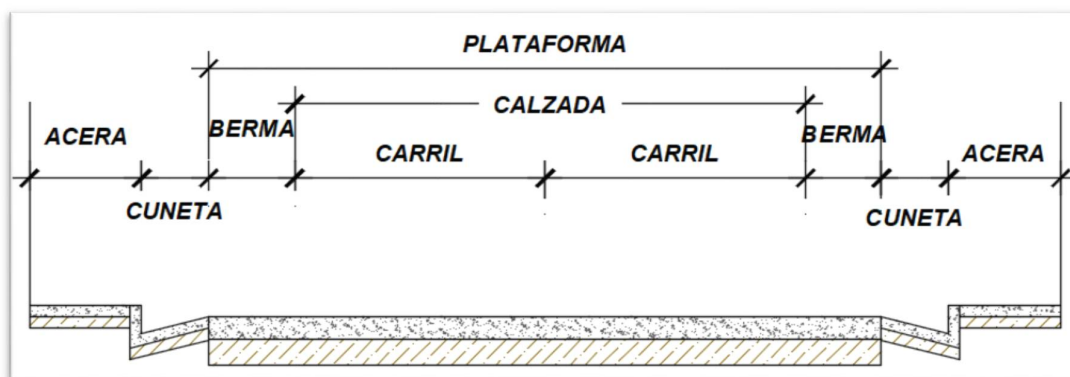 PLATAFORMA
CALZADA
BERMA BERMA
ACERA CARRIL CARRIL ACERA
CUNETA CUNETA